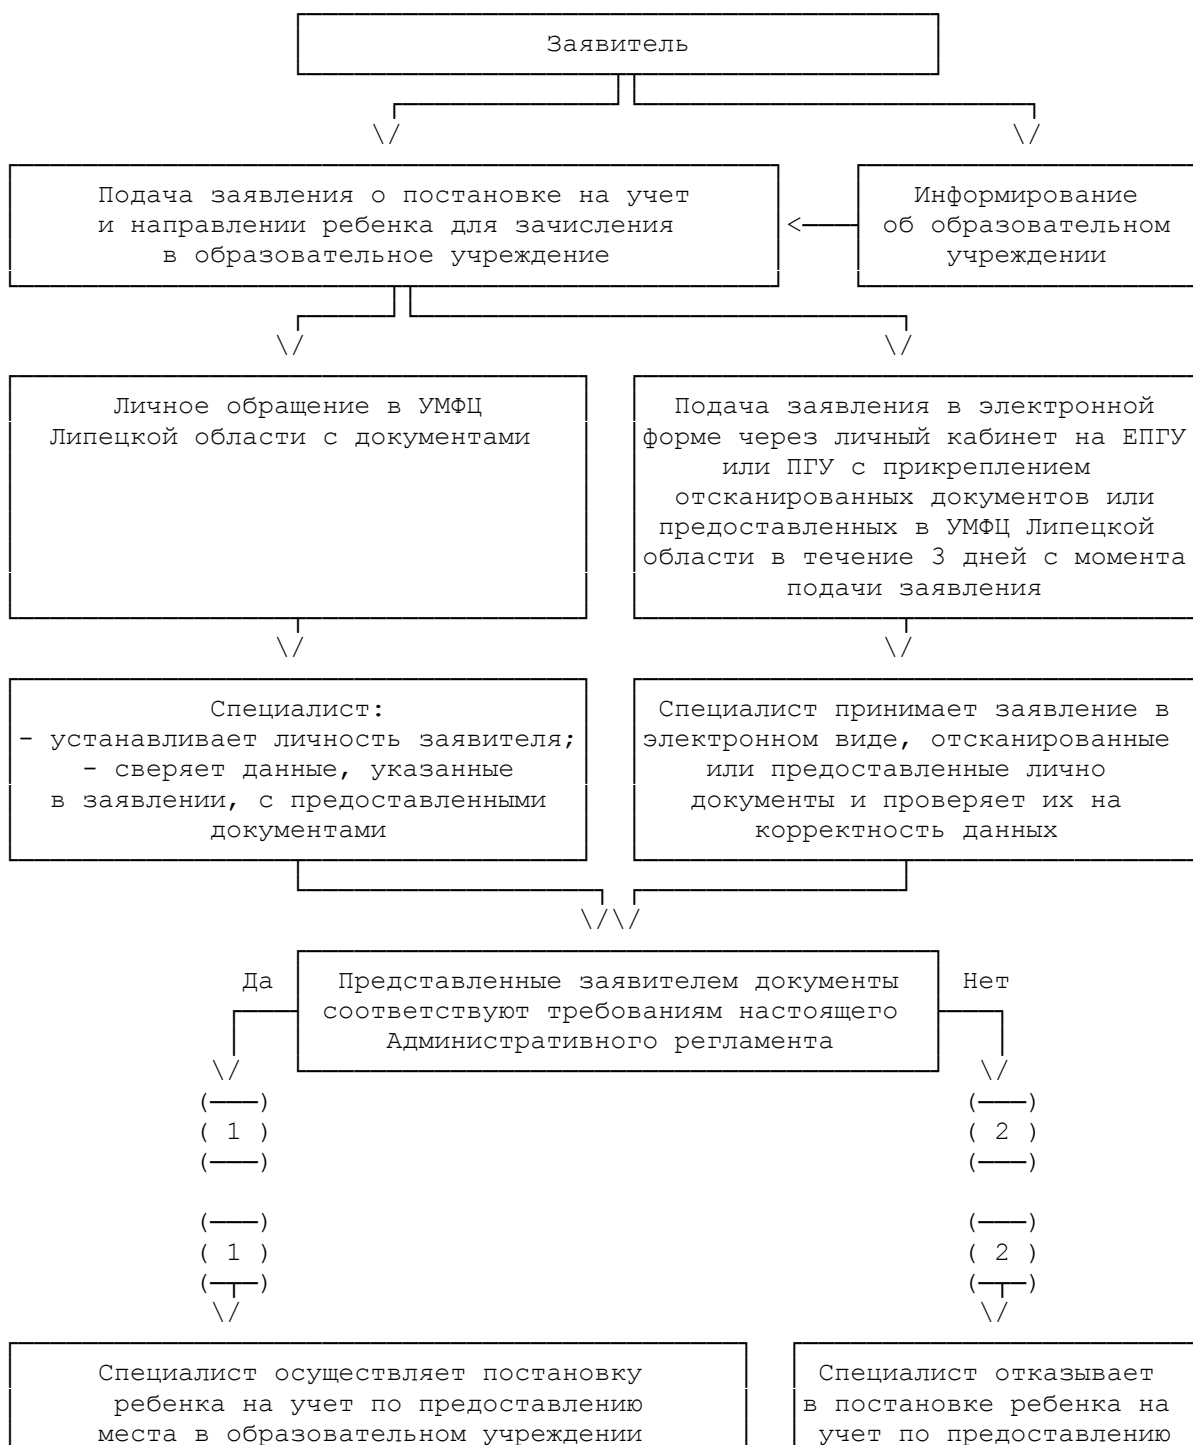 Заявитель
Подача заявления о постановке на учет
и направлении ребенка для зачисления
в образовательное учреждение
Информирование
об образовательном
учреждении
Личное обращение в УМФЦ
Липецкой области с документами
Подача заявления в электронной
форме через личный кабинет на ЕПГУ
или ПГУ с прикреплением
отсканированных документов или
предоставленных в УМФЦ Липецкой
области в течение 3 дней с момента
подачи заявления
Специалист:
- устанавливает личность заявителя;
- сверяет данные, указанные
в заявлении, с предоставленными
документами
Специалист принимает заявление в
электронном виде, отсканированные
или предоставленные лично
документы и проверяет их на
корректность данных
Да
Представленные заявителем документы
соответствуют требованиям настоящего
Административного регламента
Нет
( 1 )
( 2 )
( 1 )
( 2 )
Специалист осуществляет постановку
ребенка на учет по предоставлению
места в образовательном учреждении
Специалист отказывает
в постановке ребенка на
учет по предоставлению